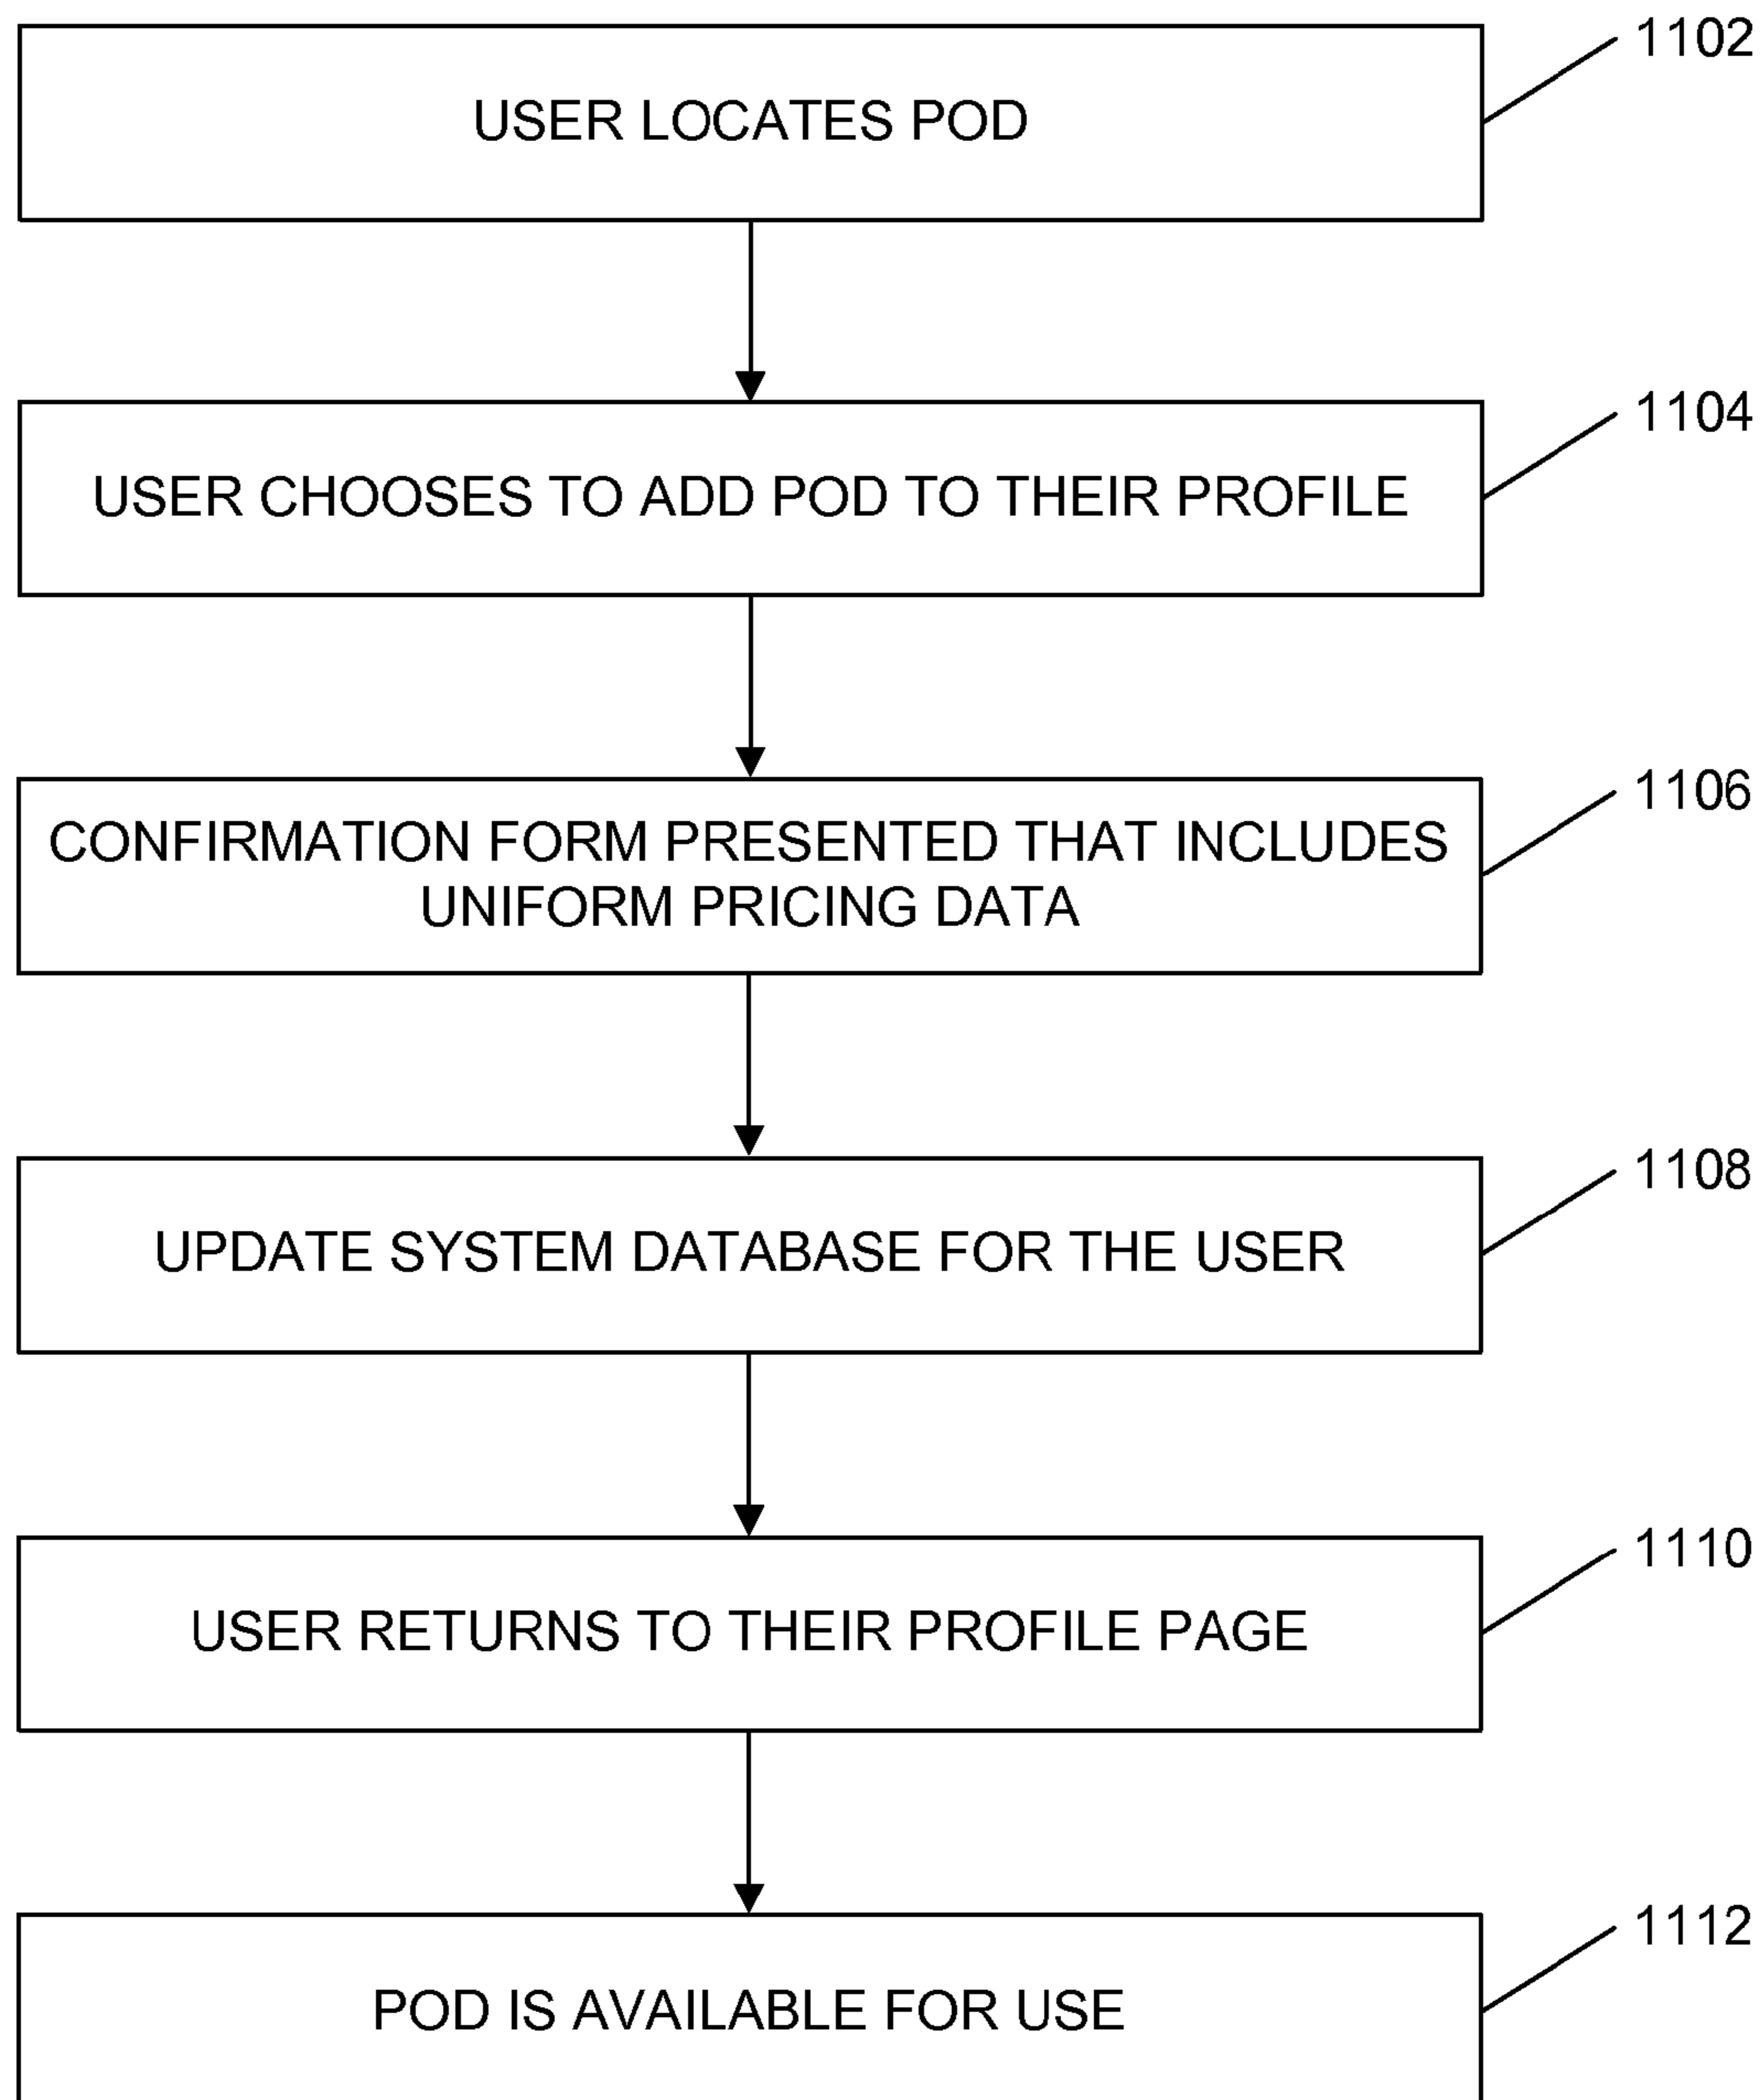 1102
USER LOCATES POD
1104
USER CHOOSES TO ADD POD TO THEIR PROFILE
1106
CONFIRMATION FORM PRESENTED THAT INCLUDES
UNIFORM PRICING DATA
1108
UPDATE SYSTEM DATABASE FOR THE USER
1110
USER RETURNS TO THEIR PROFILE PAGE
1112
POD IS AVAILABLE FOR USE